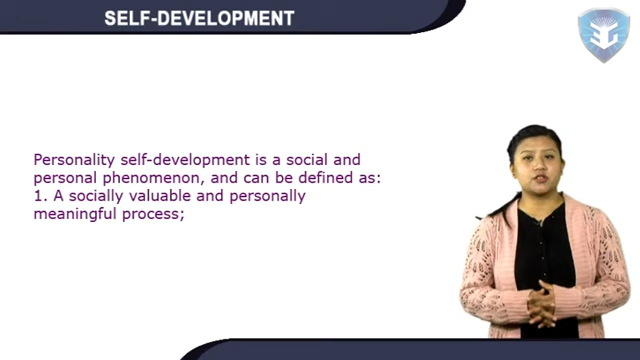 SELF-DEVELOPMENT
Personality self-development is a social and
personal phenomenon, and can be defined as:
1. A socially valuable and personally
meaningful process;